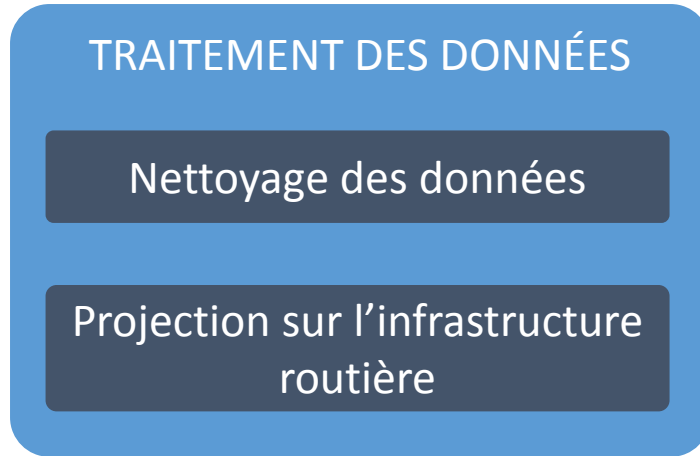 TRAITEMENT DES DONNÉES
Nettoyage des données
Projection sur l’infrastructure
routière